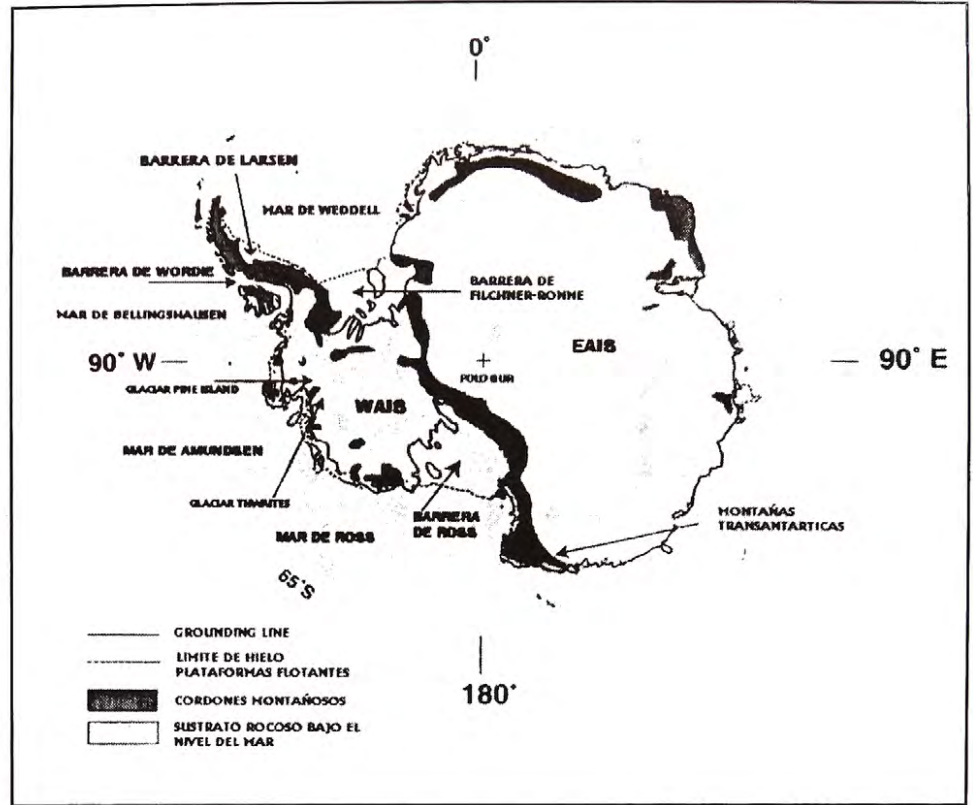 0°
BARRERA DE LARSEN
MAR DE WEDDELL
BARRERA DE WORDIE
BARRERA DE
FILCHNER-RONNE
MAR DE BELLINGSHAUSEN
EAIS
90° W
90° E
POLO SUR
GLACIAR PINE ISLAND
WAIS
MAR DE AMUNDSEN
GLACIAR THWAITES
BARRERA
DE ROSS
MAR DE ROSS
MONTAÑAS
TRANSANTARTICAS
65°S
GROUNDING LINE
LIMITE DE HIELO
PLATAFORMAS FLOTANTES
180°
CORDONES MONTAÑOSOS
SUSTRATO ROCOSO BAJO EL
NIVEL DEL MAR